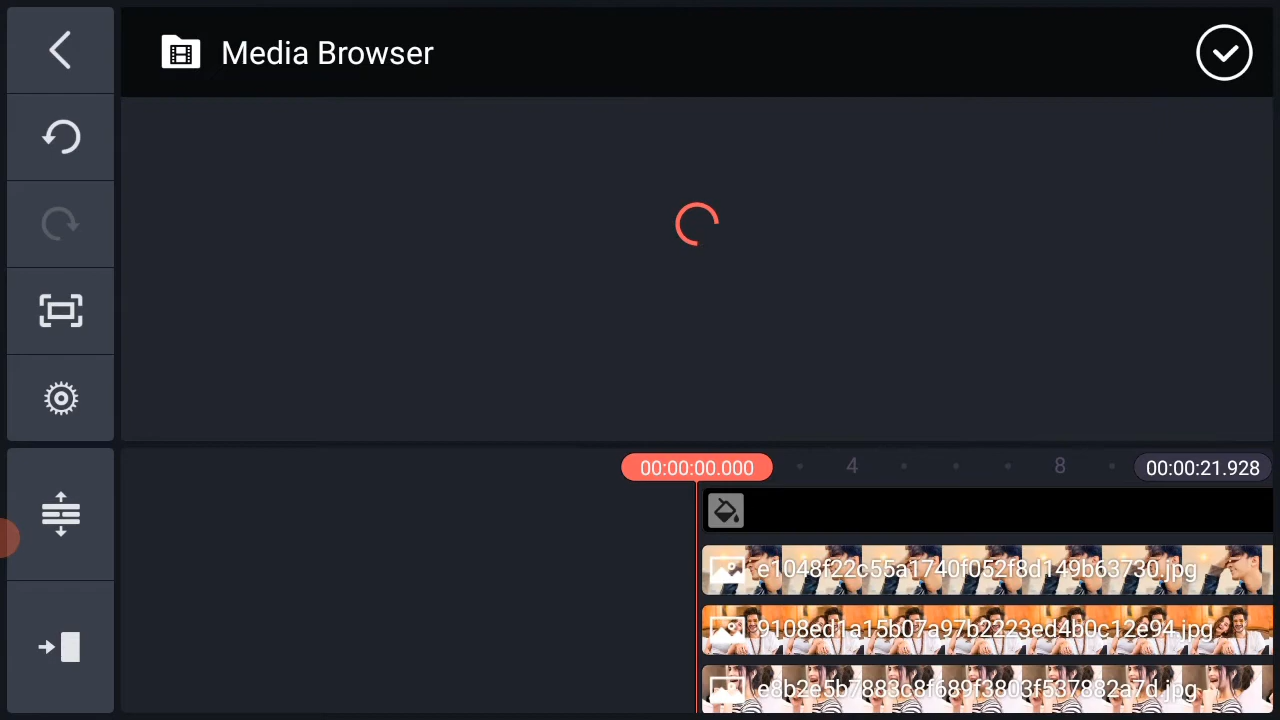 Media Browser
00:00:00.000
4
8
00:00:21.928
e1048f22c55a1740f052f8d149b63730.jpg
9108ed1a15b07a97b2223ed4b0c12e94.jpg
e8b2e5b7883c8f689f3803f537882a7d.jpg